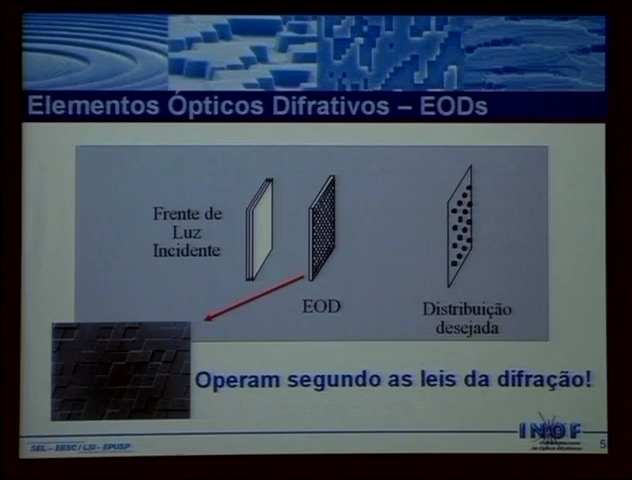 Elementos Ópticos Difrativos – EODs
Frente de
Luz
Incidente
EOD
Distribuição
desejada
Operam segundo as leis da difração!
INOF
SEL - EESC / LSI - EPUSP
5